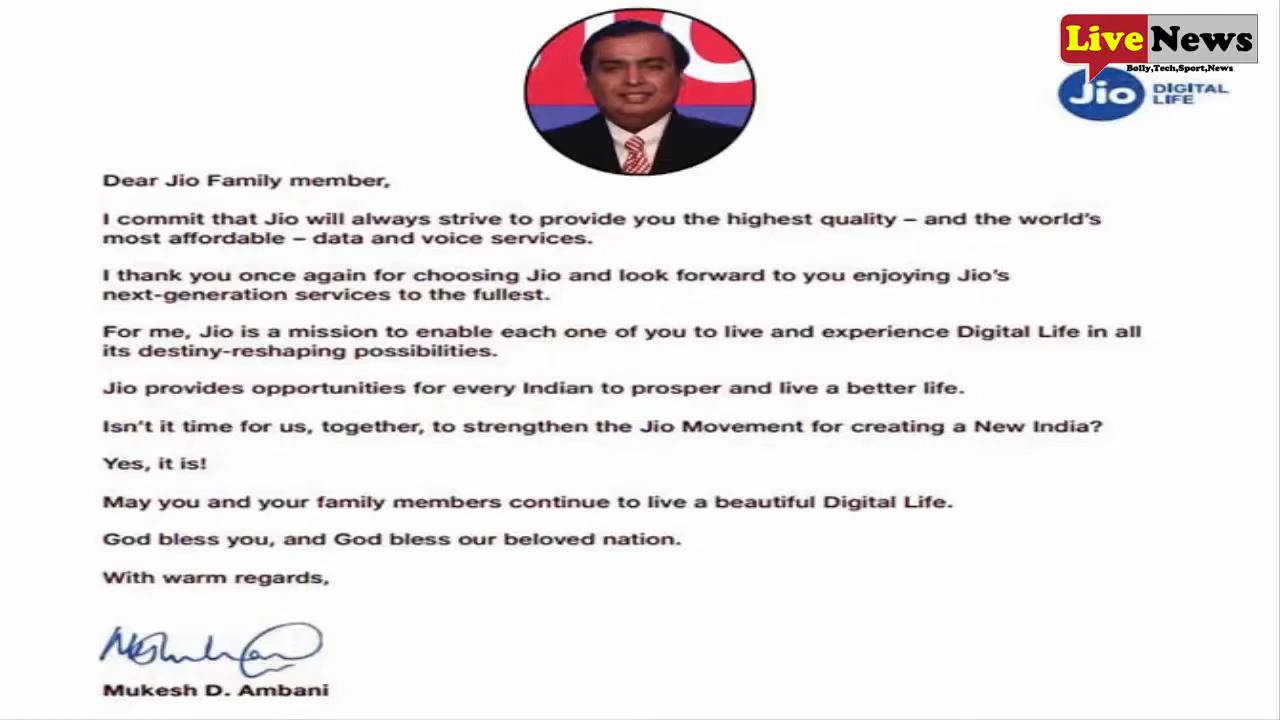 Live News
Bolly,Tech,Sport,News
Jio DIGITAL
LIFE
Dear Jio Family member,
I commit that Jio will always strive to provide you the highest quality – and the world's
most affordable – data and voice services.
I thank you once again for choosing Jio and look forward to you enjoying Jio's
next-generation services to the fullest.
For me, Jio is a mission to enable each one of you to live and experience Digital Life in all
its destiny-reshaping possibilities.
Jio provides opportunities for every Indian to prosper and live a better life.
Isn't it time for us, together, to strengthen the Jio Movement for creating a New India?
Yes, it is!
May you and your family members continue to live a beautiful Digital Life.
God bless you, and God bless our beloved nation.
With warm regards,
Mukesh D. Ambani